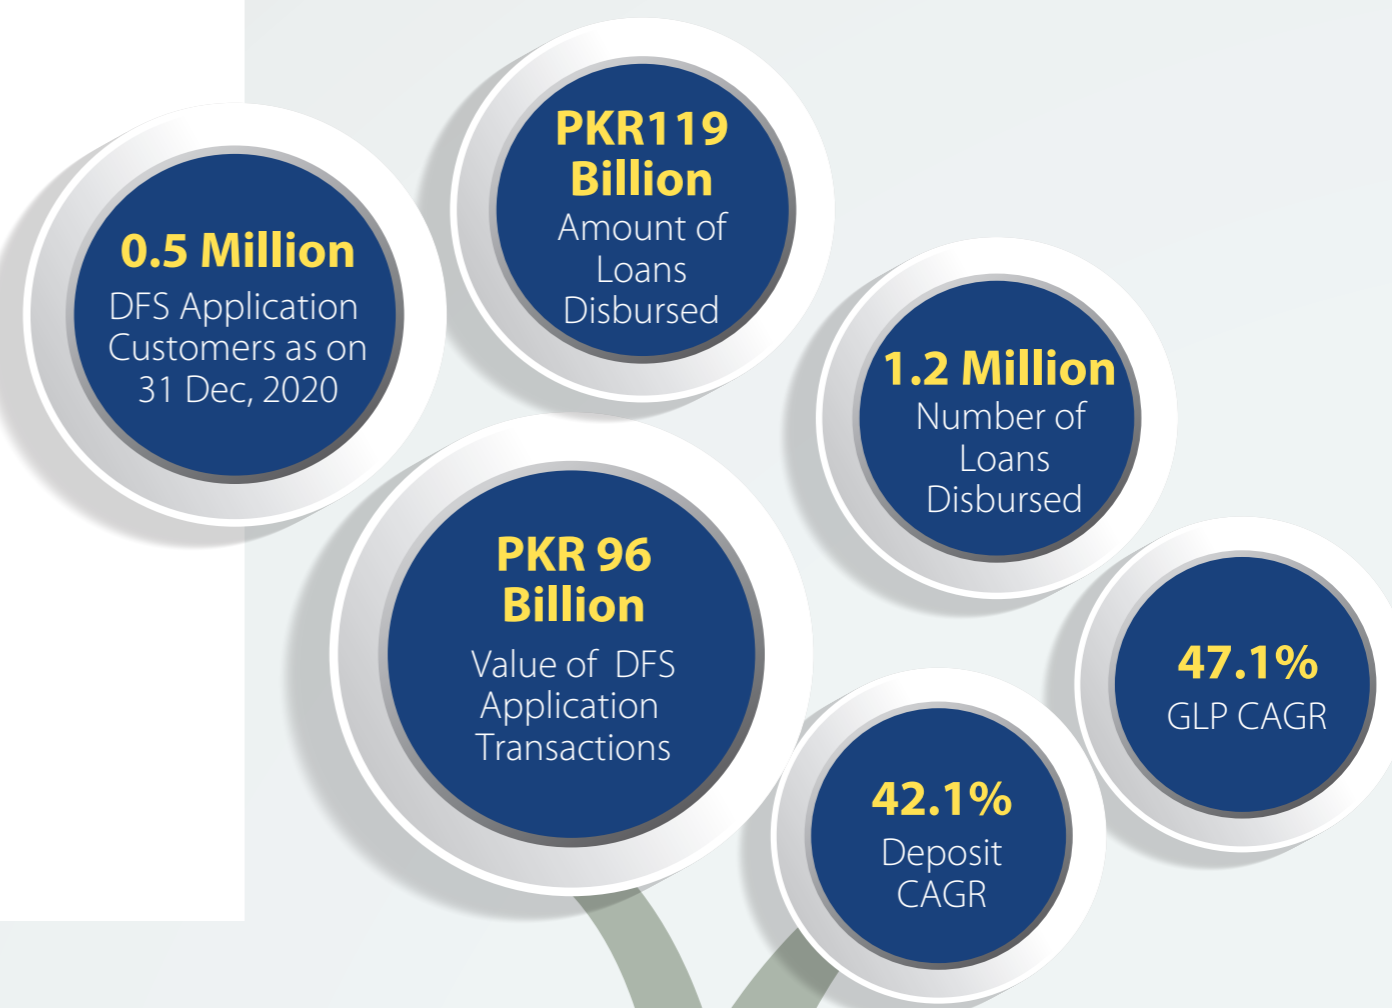 0.5 Million
DFS Application
Customers as on
31 Dec, 2020
PKR119
Billion
Amount of
Loans
Disbursed
1.2 Million
Number of
Loans
Disbursed
PKR 96
Billion
Value of DFS
Application
Transactions
47.1%
GLP CAGR
42.1%
Deposit
CAGR